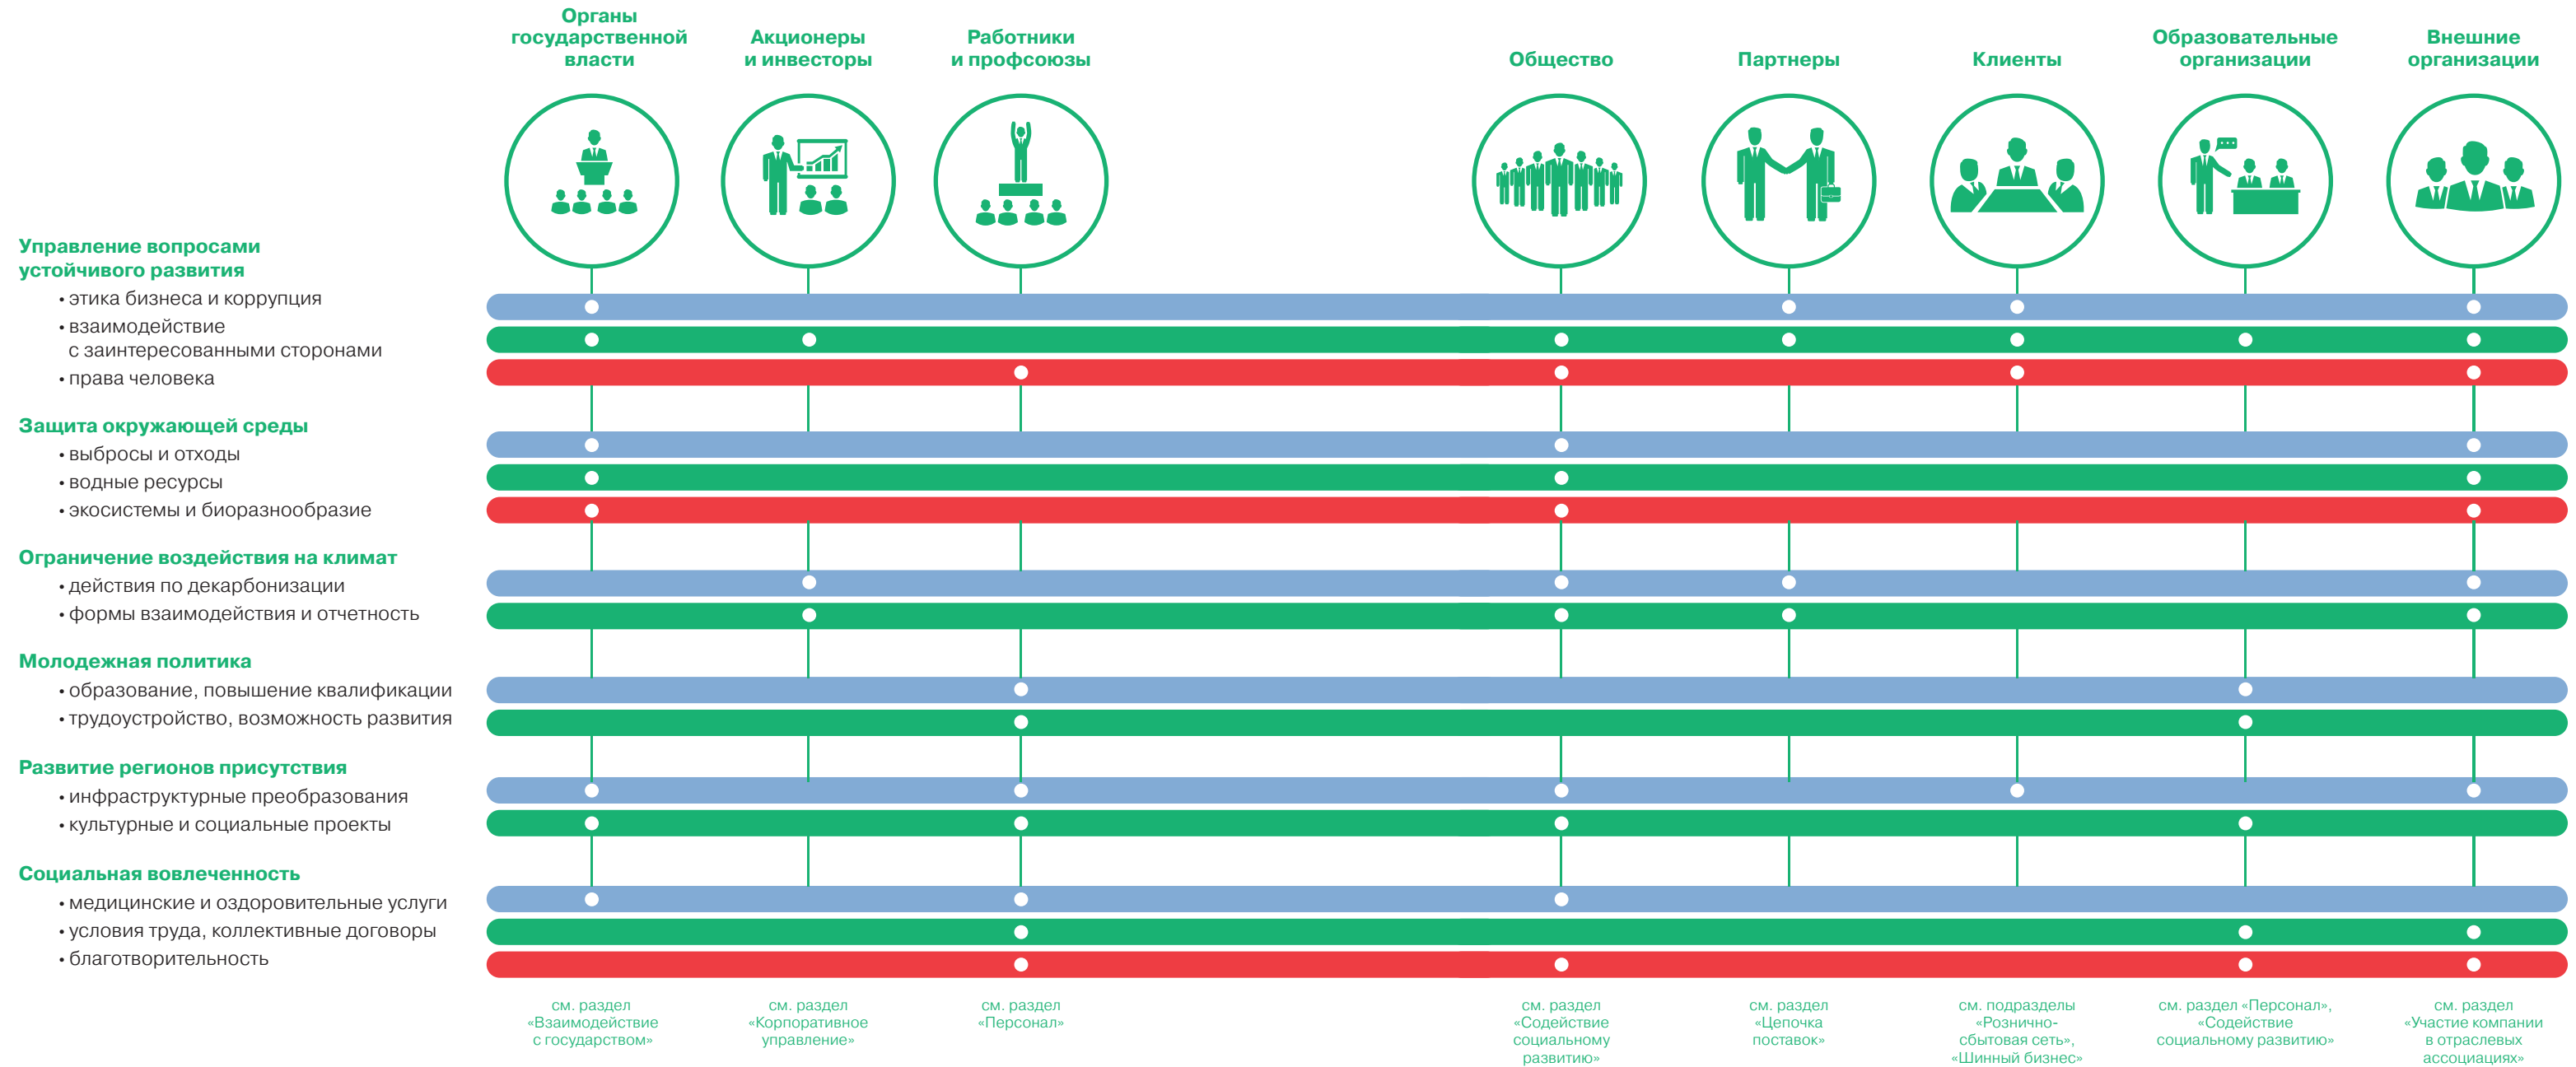 Органы
государственной
власти
Акционеры
и инвесторы
Работники
и профсоюзы
Общество
Партнеры
Клиенты
Образовательные
организации
Внешние
организации
Управление вопросами
устойчивого развития
• этика бизнеса и коррупция
• взаимодействие
с заинтересованными сторонами
• права человека
Защита окружающей среды
• выбросы и отходы
• водные ресурсы
• экосистемы и биоразнообразие
Ограничение воздействия на климат
• действия по декарбонизации
• формы взаимодействия и отчетность
Молодежная политика
• образование, повышение квалификации
• трудоустройство, возможность развития
Развитие регионов присутствия
• инфраструктурные преобразования
• культурные и социальные проекты
Социальная вовлеченность
• медицинские и оздоровительные услуги
• условия труда, коллективные договоры
• благотворительность
см. раздел
«Взаимодействие
с государством»
см. раздел
«Корпоративное
управление»
см. раздел
«Персонал»
см. раздел
«Содействие
социальному
развитию»
см. раздел
«Цепочка
поставок»
см. подразделы
«Рознично-
сбытовая сеть»,
«Шинный бизнес»
см. раздел «Персонал»,
«Содействие
социальному развитию»
см. раздел
«Участие компании
в отраслевых
ассоциациях»